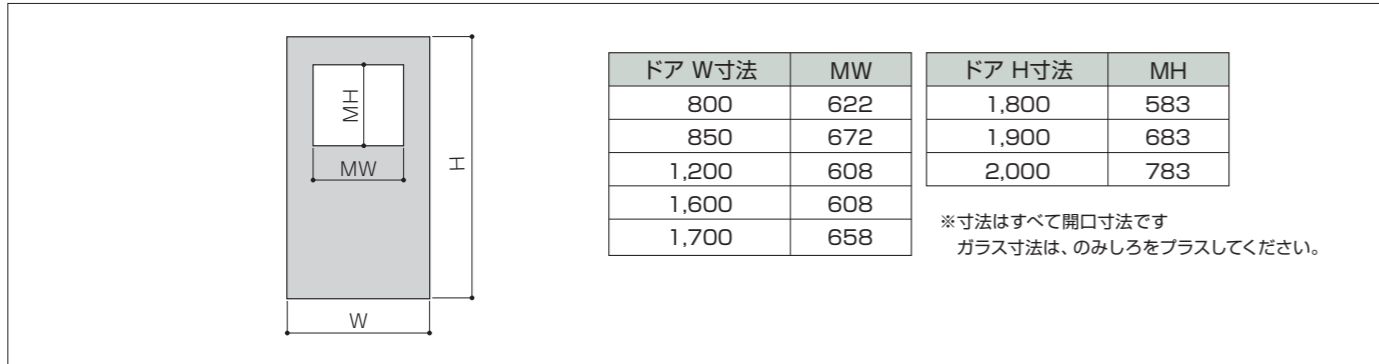 MH
MW
H
W
ドア W寸法 MW
800 622
850 672
1,200 608
1,600 608
1,700 658
ドア H寸法 MH
1,800 583
1,900 683
2,000 783
※寸法はすべて開口寸法です
ガラス寸法は、のみしろをプラスしてください。